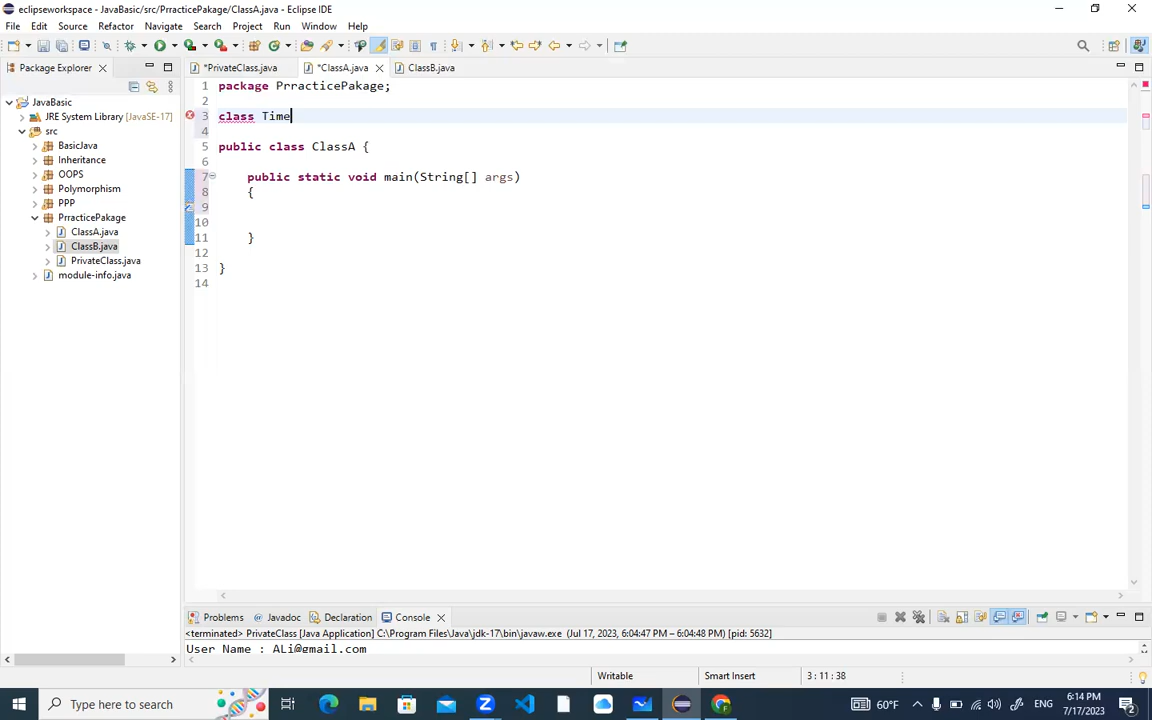 eclipseworkspace - JavaBasic/src/PrracticePakage/ClassA.java - Eclipse IDE
File Edit Source Refactor Navigate Search Project Run Window Help
Package Explorer
*PrivateClass.java *ClassA.java ClassB.java
JavaBasic
JRE System Library [JavaSE-17]
src
BasicJava
Inheritance
OOPS
Polymorphism
PPP
PrracticePakage
ClassA.java
ClassB.java
PrivateClass.java
module-info.java
1 package PrracticePakage;
2
3 class Time
4
5 public class ClassA {
6
7 public static void main(String[] args)
8 {
9
10
11 }
12
13 }
14
Problems @ Javadoc Declaration Console
<terminated> PrivateClass [Java Application] C:\Program Files\Java\jdk-17\bin\javaw.exe (Jul 17, 2023, 6:04:47 PM – 6:04:48 PM) [pid: 5632]
User Name : ALi@gmail.com
Writable Smart Insert 3 : 11 : 38
Type here to search
60°F ENG 6:14 PM
7/17/2023 2